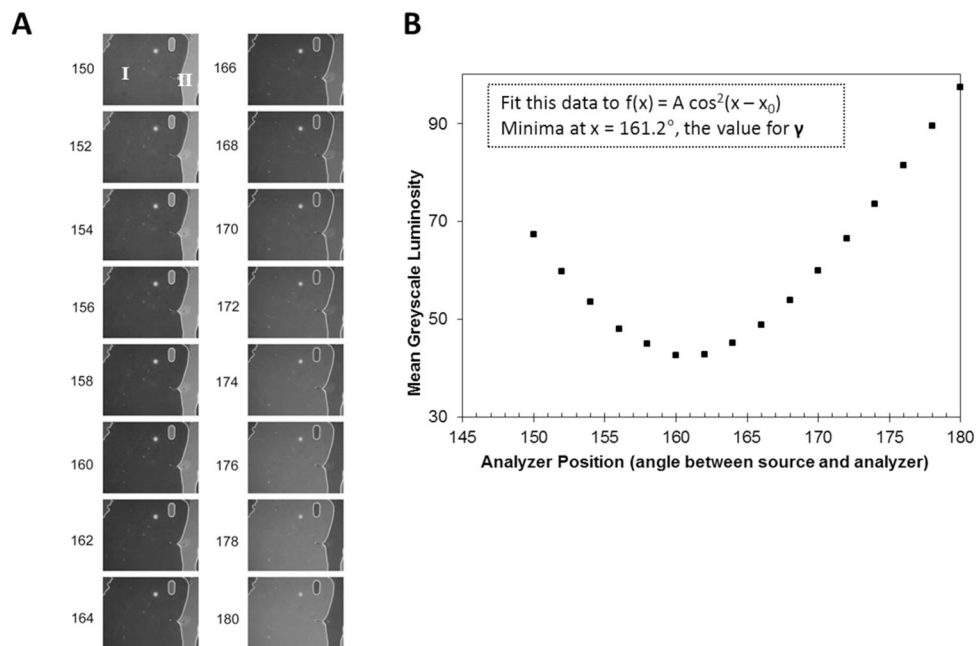 A
150
I
II
166
152
168
154
170
156
172
158
174
160
176
162
178
164
180
B
Fit this data to f(x) = A cos²(x – x₀)
Minima at x = 161.2°, the value for γ
Mean Greyscale Luminosity
90
70
50
30
145 150 155 160 165 170 175 180
Analyzer Position (angle between source and analyzer)